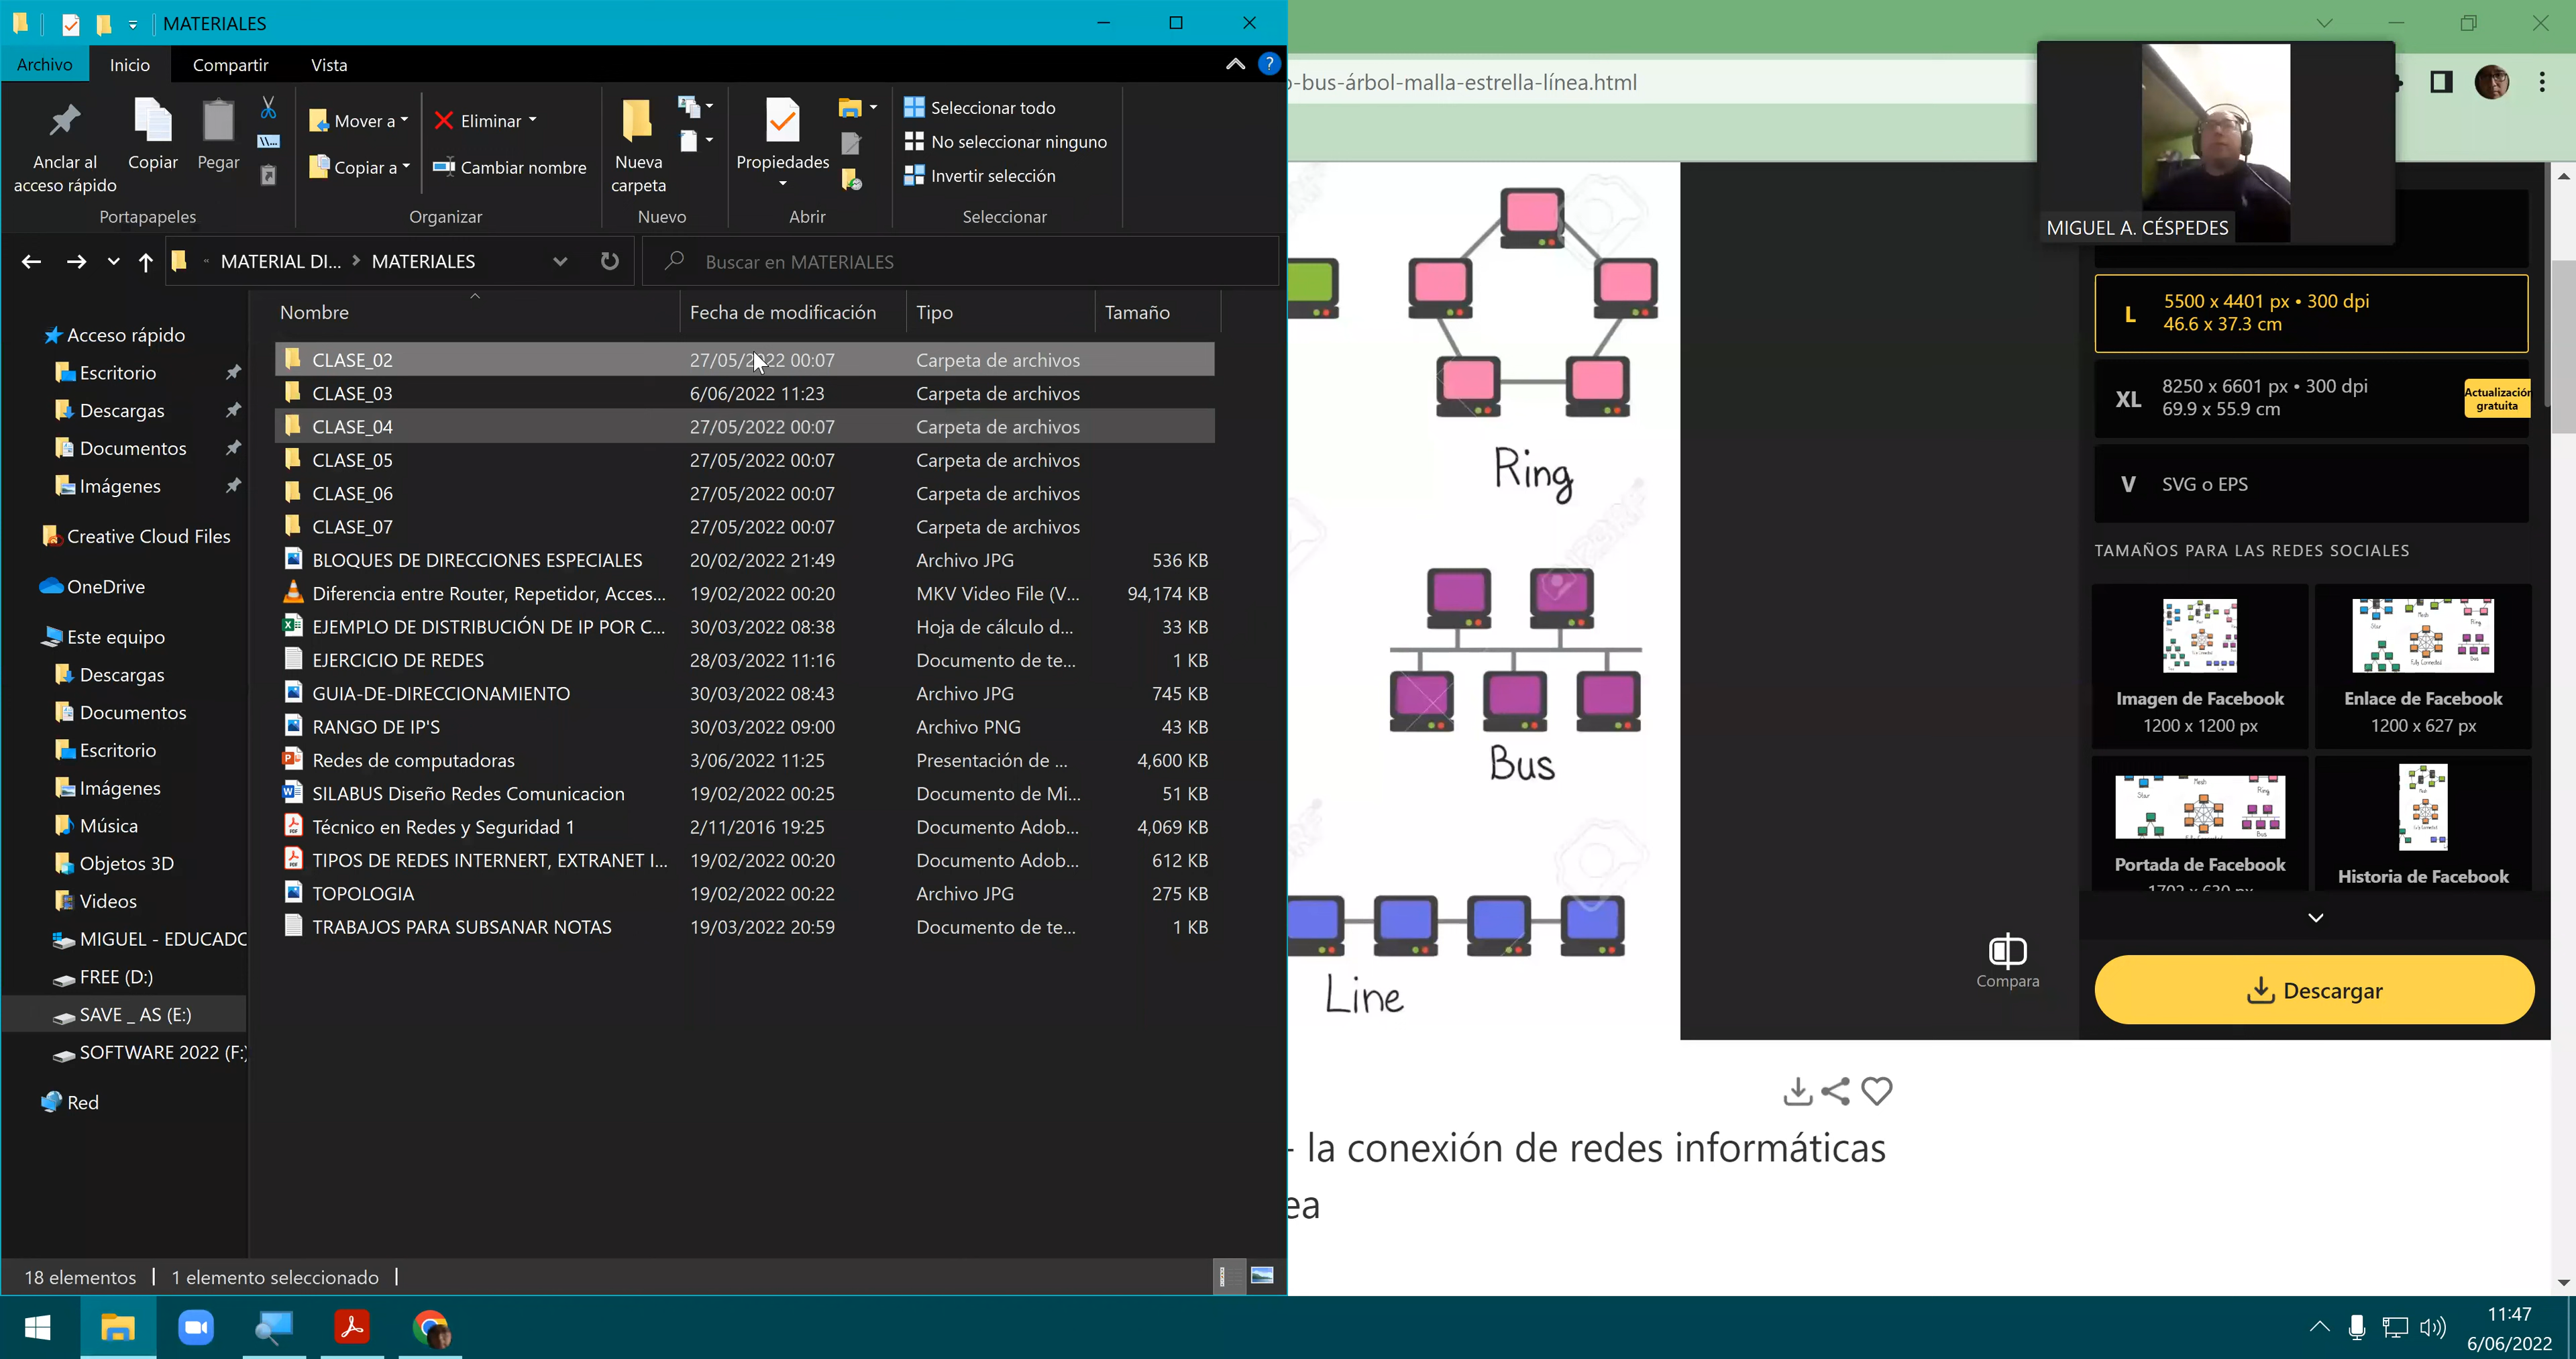 MATERIALES
Archivo
Inicio
Compartir
Vista
Anclar al
acceso rápido
Copiar
Pegar
Mover a
Copiar a
Eliminar
Cambiar nombre
Nueva
carpeta
Propiedades
Seleccionar todo
No seleccionar ninguno
Invertir selección
Portapapeles
Organizar
Nuevo
Abrir
Seleccionar
MATERIAL DI... > MATERIALES
Buscar en MATERIALES
Acceso rápido
Escritorio
Descargas
Documentos
Imágenes
Creative Cloud Files
OneDrive
Este equipo
Descargas
Documentos
Escritorio
Imágenes
Música
Objetos 3D
Videos
MIGUEL - EDUCADO
FREE (D:)
SAVE _ AS (E:)
SOFTWARE 2022 (F:)
Red
Nombre Fecha de modificación Tipo Tamaño
CLASE_02 27/05/2022 00:07 Carpeta de archivos
CLASE_03 6/06/2022 11:23 Carpeta de archivos
CLASE_04 27/05/2022 00:07 Carpeta de archivos
CLASE_05 27/05/2022 00:07 Carpeta de archivos
CLASE_06 27/05/2022 00:07 Carpeta de archivos
CLASE_07 27/05/2022 00:07 Carpeta de archivos
BLOQUES DE DIRECCIONES ESPECIALES 20/02/2022 21:49 Archivo JPG 536 KB
Diferencia entre Router, Repetidor, Acces... 19/02/2022 00:20 MKV Video File (V... 94,174 KB
EJEMPLO DE DISTRIBUCIÓN DE IP POR C... 30/03/2022 08:38 Hoja de cálculo d... 33 KB
EJERCICIO DE REDES 28/03/2022 11:16 Documento de te... 1 KB
GUIA-DE-DIRECCIONAMIENTO 30/03/2022 08:43 Archivo JPG 745 KB
RANGO DE IP'S 30/03/2022 09:00 Archivo PNG 43 KB
Redes de computadoras 3/06/2022 11:25 Presentación de ... 4,600 KB
SILABUS Diseño Redes Comunicacion 19/02/2022 00:25 Documento de Mi... 51 KB
Técnico en Redes y Seguridad 1 2/11/2016 19:25 Documento Adob... 4,069 KB
TIPOS DE REDES INTERNERT, EXTRANET I... 19/02/2022 00:20 Documento Adob... 612 KB
TOPOLOGIA 19/02/2022 00:22 Archivo JPG 275 KB
TRABAJOS PARA SUBSANAR NOTAS 19/03/2022 20:59 Documento de te... 1 KB
18 elementos 1 elemento seleccionado
o-bus-árbol-malla-estrella-línea.html
MIGUEL A. CÉSPEDES
Ring
Bus
Line
L 5500 x 4401 px • 300 dpi
46.6 x 37.3 cm
XL 8250 x 6601 px • 300 dpi
69.9 x 55.9 cm
Actualización
gratuita
V SVG o EPS
TAMAÑOS PARA LAS REDES SOCIALES
Imagen de Facebook
1200 x 1200 px
Enlace de Facebook
1200 x 627 px
Portada de Facebook
1702 x 630 px
Historia de Facebook
Compara
Descargar
- la conexión de redes informáticas
ea
11:47
6/06/2022